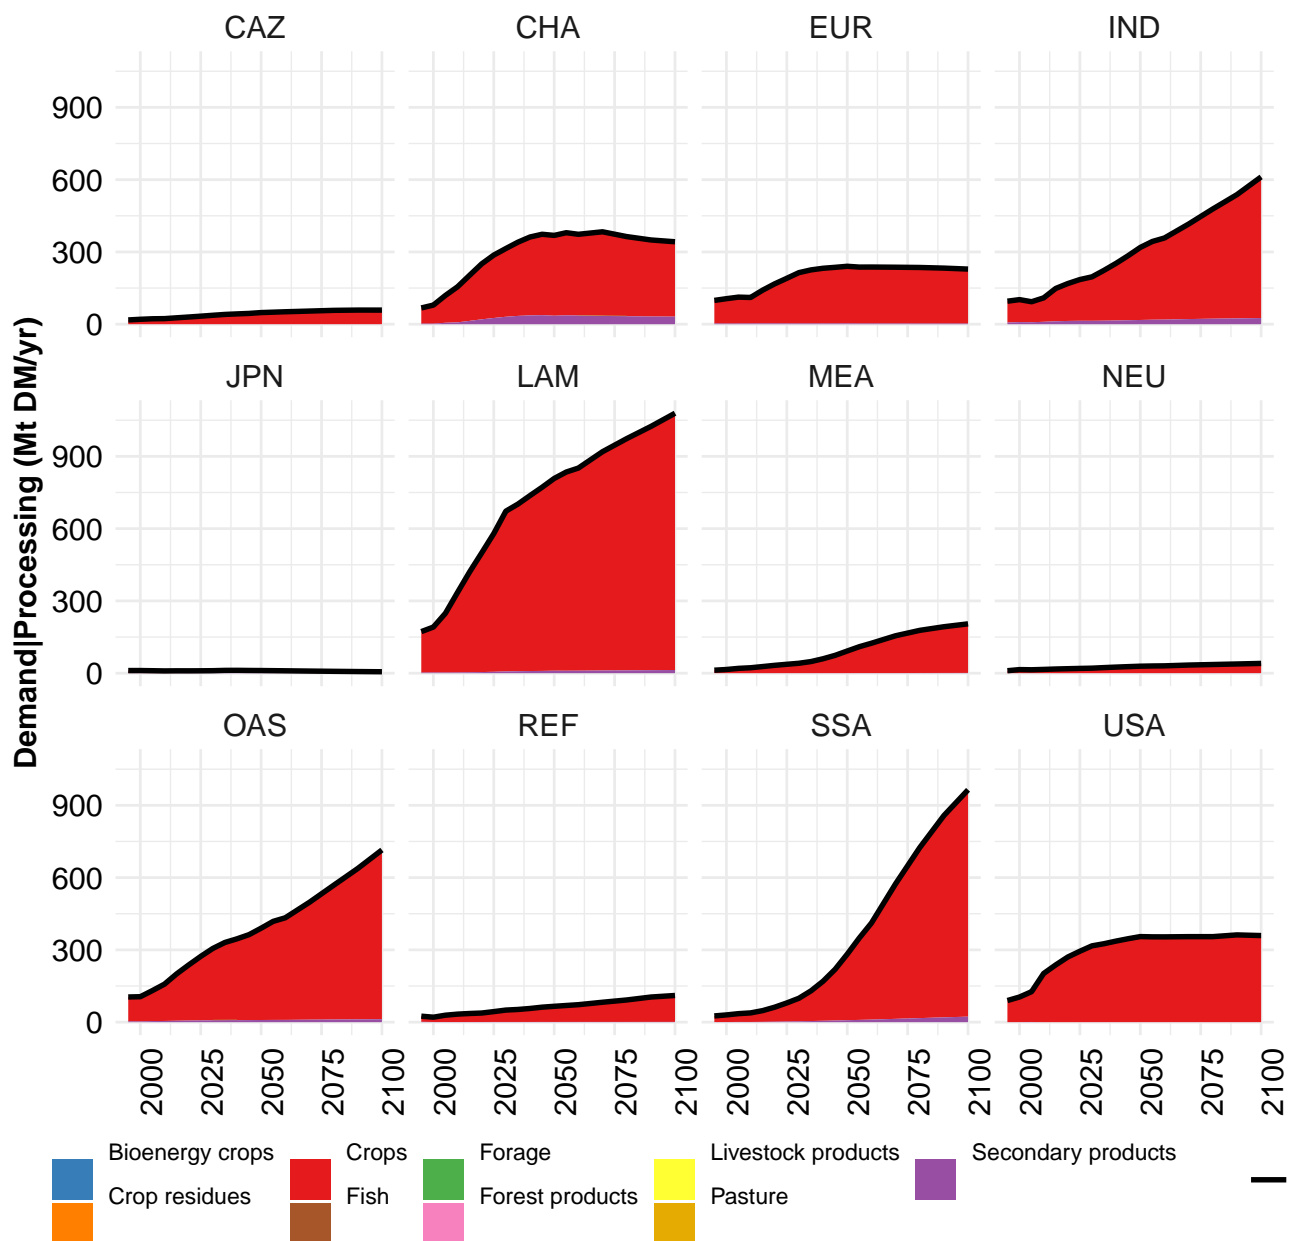 CAZ CHA EUR IND
900
600
300
0
JPN LAM MEA NEU
900
600
300
0
OAS REF SSA USA
900
600
300
0
Demand|Processing (Mt DM/yr)
2000 2025 2050 2075 2100 2000 2025 2050 2075 2100 2000 2025 2050 2075 2100 2000 2025 2050 2075 2100
Bioenergy crops Crops Forage Livestock products Secondary products
Crop residues Fish Forest products Pasture